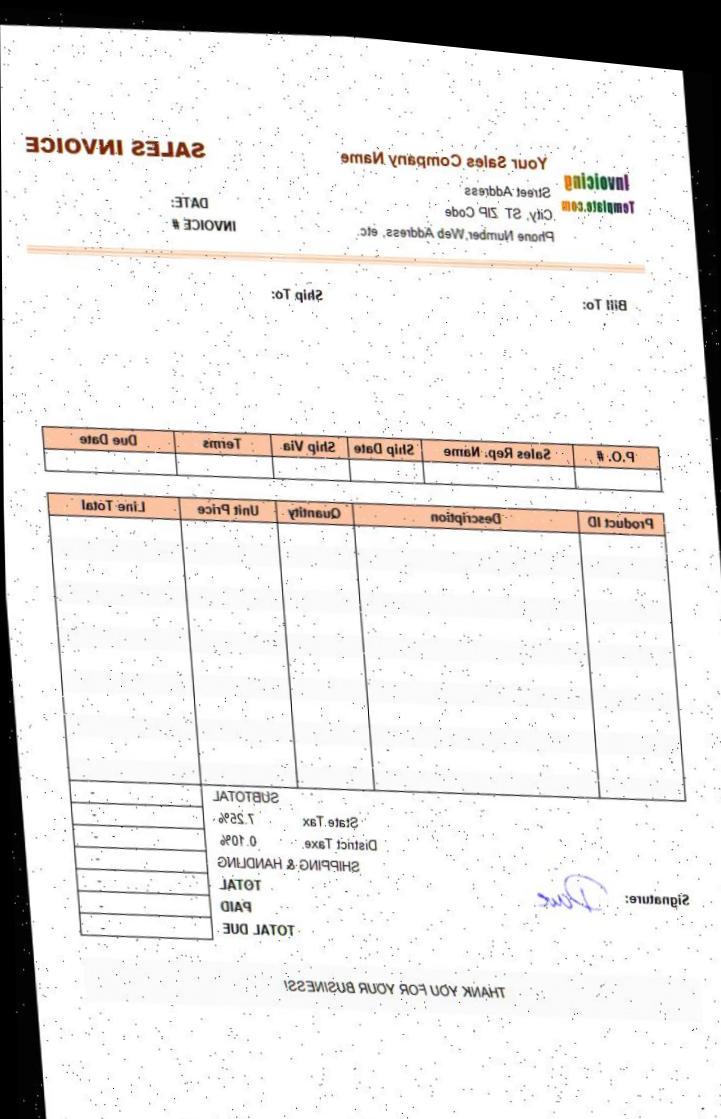 Invoicing
Template.com
Your Sales Company Name
SALES INVOICE
Street Address
City, ST ZIP Code
Phone Number,Web Address, etc.
DATE:
INVOICE #
Bill To:
Ship To:
P.O. # Sales Rep. Name Ship Date Ship Via Terms Due Date
Product ID Description Quantity Unit Price Line Total
SUBTOTAL -
State Tax 7.25% -
District Taxe. 0.10% -
SHIPPING & HANDLING -
TOTAL -
PAID -
TOTAL DUE -
Signature:
THANK YOU FOR YOUR BUSINESS!